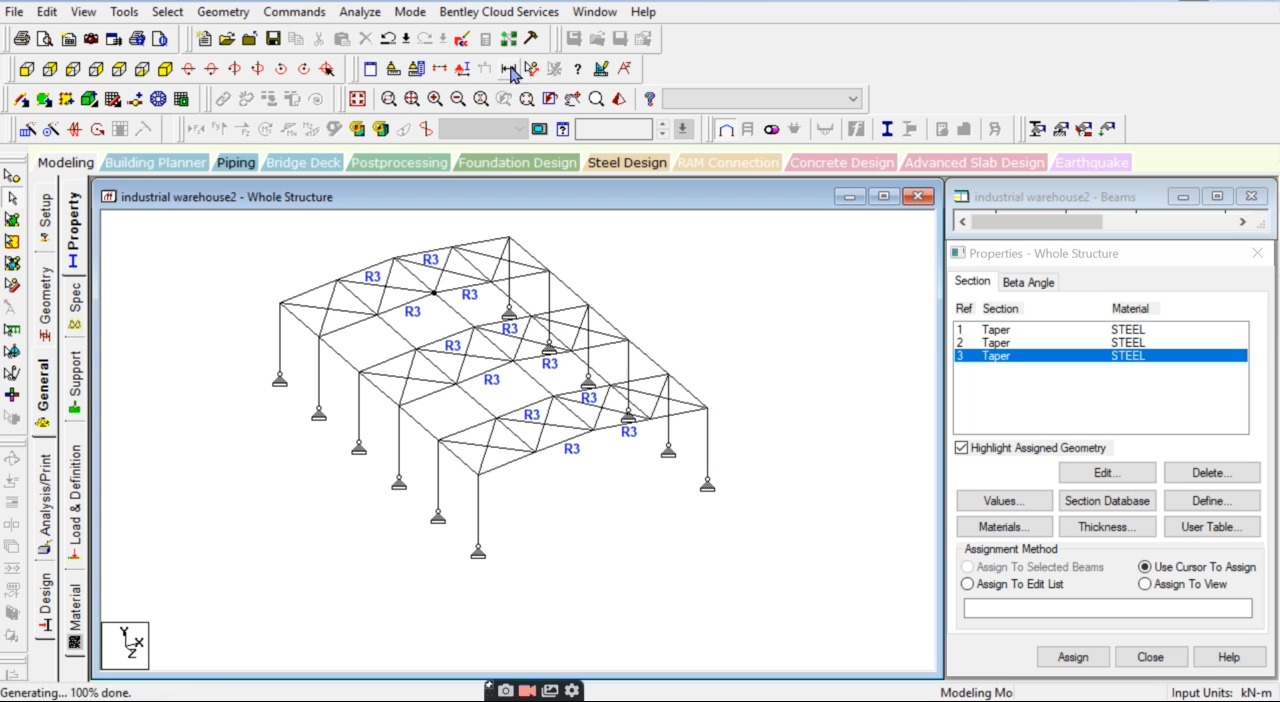 File Edit View Tools Select Geometry Commands Analyze Mode Bentley Cloud Services Window Help
Modeling Building Planner Piping Bridge Deck Postprocessing Foundation Design Steel Design RAM Connection Concrete Design Advanced Slab Design Earthquake
Setup
Geometry
General
Analysis/Print
Design
Property
Spec
Support
Load & Definition
Material
industrial warehouse2 - Whole Structure
R3
R3
R3
R3
R3
R3
R3
R3
R3
R3
R3
R3
Y
X
Z
industrial warehouse2 - Beams
Properties - Whole Structure
Section Beta Angle
Ref Section Material
1 Taper STEEL
2 Taper STEEL
3 Taper STEEL
Highlight Assigned Geometry
Edit... Delete...
Values... Section Database Define...
Materials... Thickness... User Table...
Assignment Method
Assign To Selected Beams Use Cursor To Assign
Assign To Edit List Assign To View
Assign Close Help
Generating... 100% done. Modeling Mo Input Units: kN-m